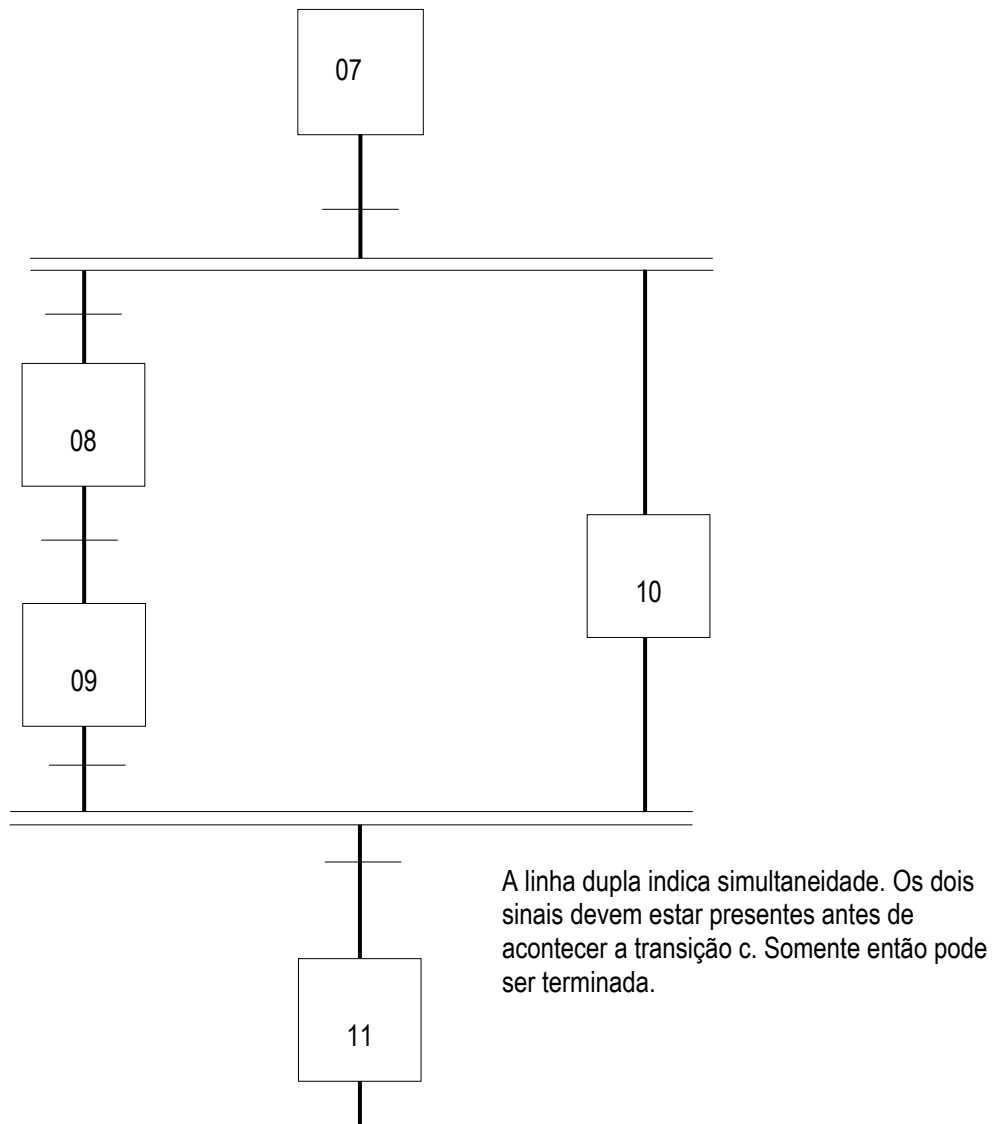 07
08
10
09
A linha dupla indica simultaneidade. Os dois
sinais devem estar presentes antes de
acontecer a transição c. Somente então pode
ser terminada.
11